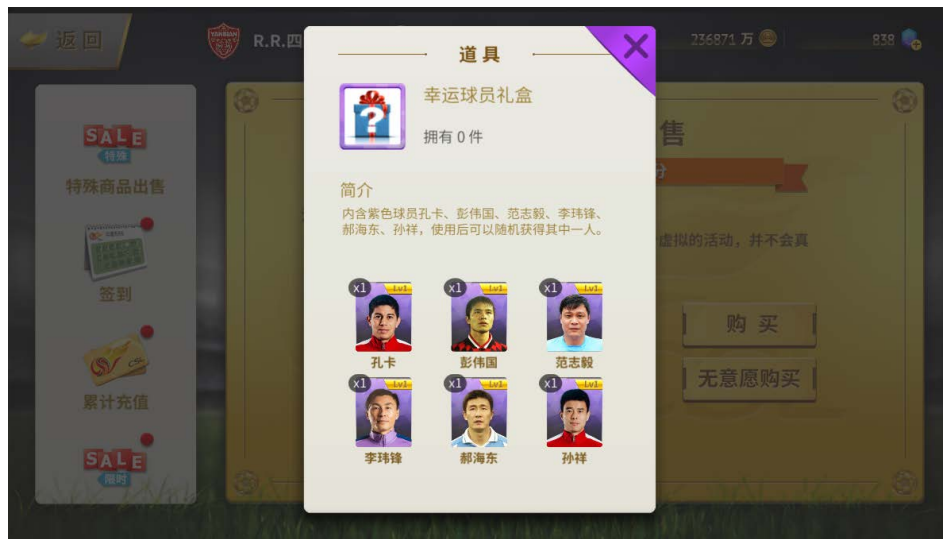 返回
YANBIAN
R.R.四
236871 万
838
SALE
特殊
特殊商品出售
签到
累计充值
SALE
限时
售
分
虚拟的活动，并不会真
购 买
无意愿购买
道具
幸运球员礼盒
拥有 0 件
简介
内含紫色球员孔卡、彭伟国、范志毅、李玮锋、
郝海东、孙祥，使用后可以随机获得其中一人。
x1 Lv1 x1 Lv1 x1 Lv1
孔卡 彭伟国 范志毅
x1 Lv1 x1 Lv1 x1 Lv1
李玮锋 郝海东 孙祥